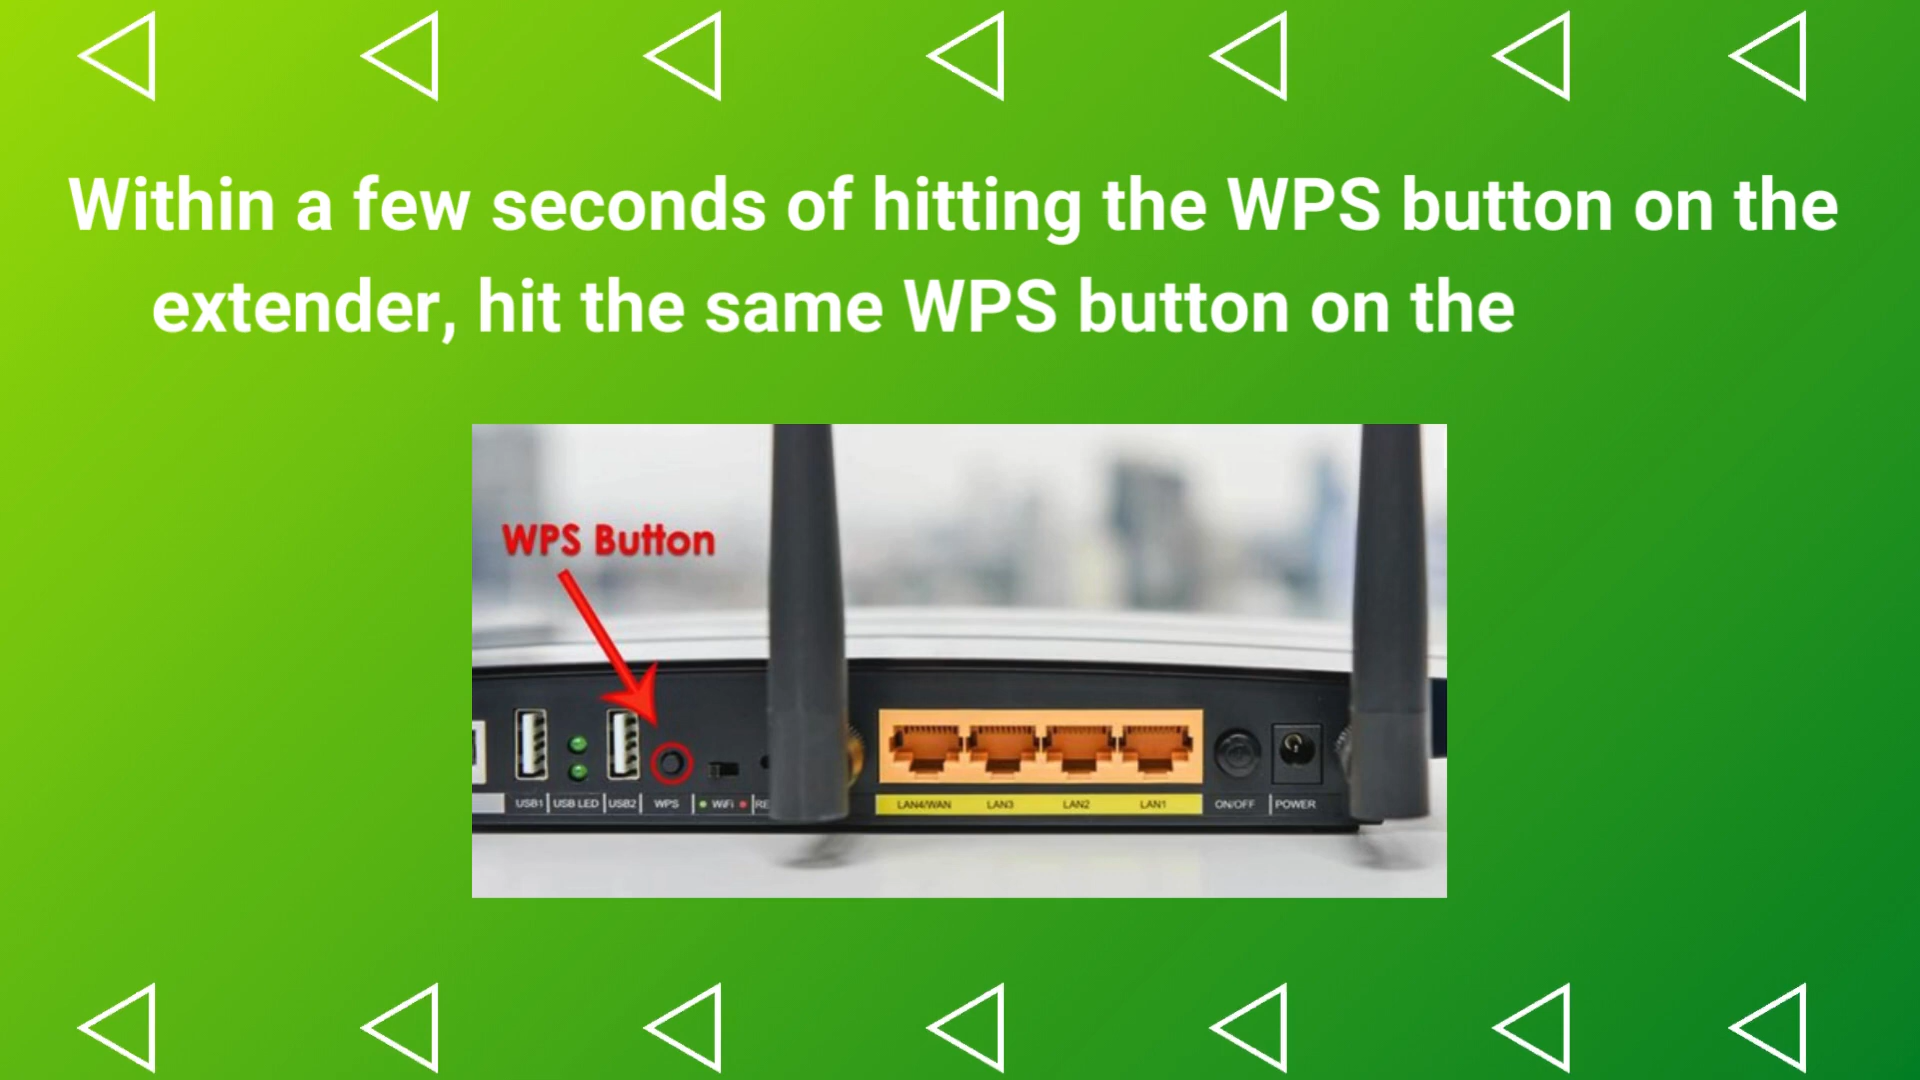 Within a few seconds of hitting the WPS button on the
extender, hit the same WPS button on the
WPS Button
USB1 USB LED USB2 WPS WiFi RE LAN4/WAN LAN3 LAN2 LAN1 ON/OFF POWER